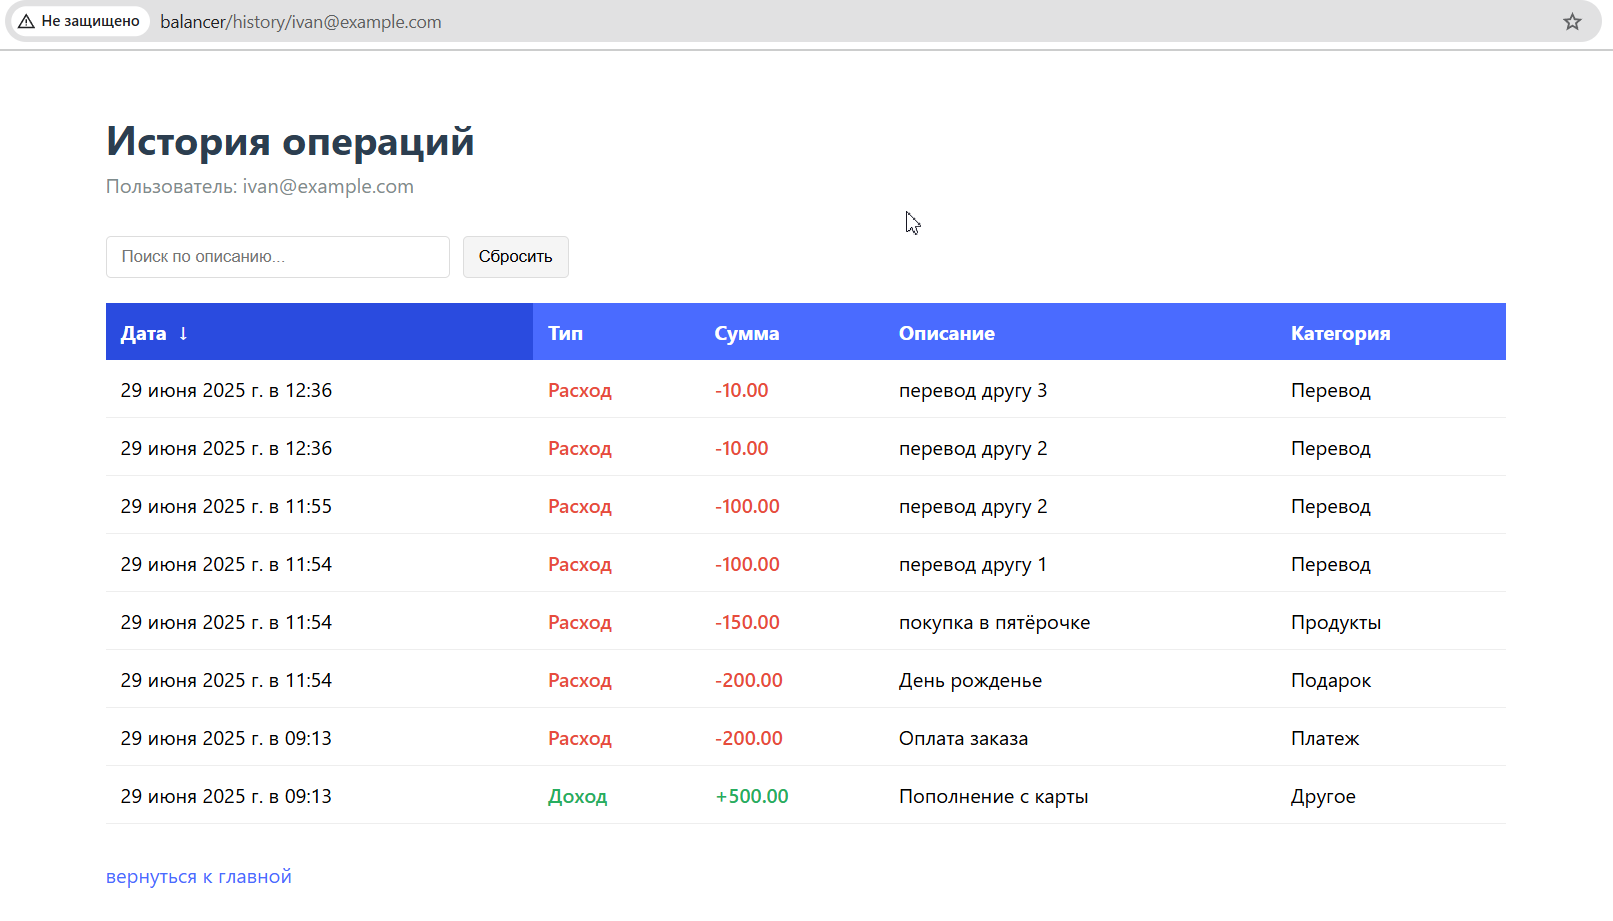 Не защищено balancer/history/ivan@example.com
История операций
Пользователь: ivan@example.com
Поиск по описанию... Сбросить
Дата ↓ Тип Сумма Описание Категория
29 июня 2025 г. в 12:36 Расход -10.00 перевод другу 3 Перевод
29 июня 2025 г. в 12:36 Расход -10.00 перевод другу 2 Перевод
29 июня 2025 г. в 11:55 Расход -100.00 перевод другу 2 Перевод
29 июня 2025 г. в 11:54 Расход -100.00 перевод другу 1 Перевод
29 июня 2025 г. в 11:54 Расход -150.00 покупка в пятёрочке Продукты
29 июня 2025 г. в 11:54 Расход -200.00 День рожденье Подарок
29 июня 2025 г. в 09:13 Расход -200.00 Оплата заказа Платеж
29 июня 2025 г. в 09:13 Доход +500.00 Пополнение с карты Другое
вернуться к главной